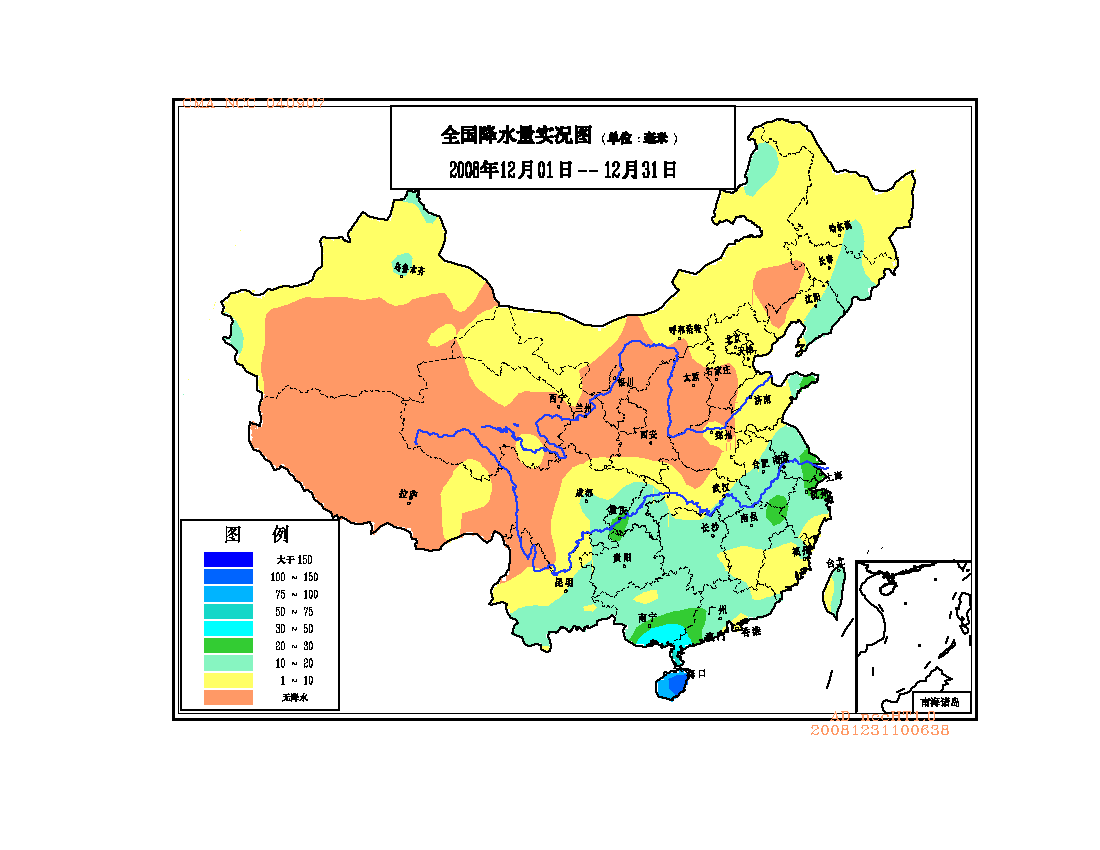 CMA NCC 040902
全国降水量实况图 (单位:毫米)
2008年12月01日--12月31日
哈尔滨
长春
乌鲁木齐
沈阳
呼和浩特
北京
天津
银川
太原
石家庄
西宁
济南
兰州
西安
郑州
合肥
南京
上海
拉萨
成都
武汉
杭州
重庆
长沙
南昌
贵阳
福州
台北
昆明
南宁
广州
澳门
香港
海口
图 例
大于150
100 ~ 150
75 ~ 100
50 ~ 75
30 ~ 50
20 ~ 30
10 ~ 20
1 ~ 10
无降水
南海诸岛
20081231100638